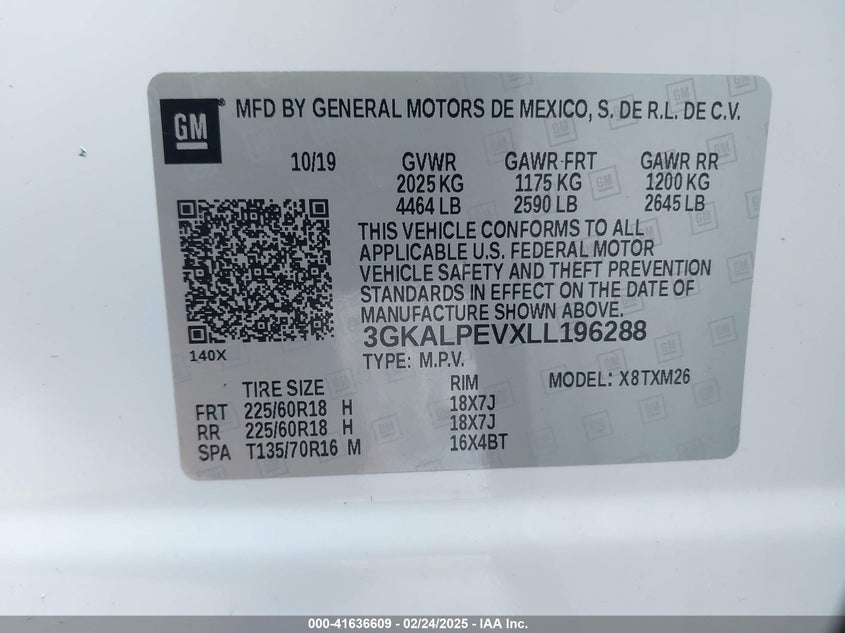 GM® MFD BY GENERAL MOTORS DE MEXICO, S. DE R.L. DE C.V.
10/19 GVWR GAWR FRT GAWR RR
2025 KG 1175 KG 1200 KG
4464 LB 2590 LB 2645 LB
THIS VEHICLE CONFORMS TO ALL
APPLICABLE U.S. FEDERAL MOTOR
VEHICLE SAFETY AND THEFT PREVENTION
STANDARDS IN EFFECT ON THE DATE OF
MANUFACTURE SHOWN ABOVE.
3GKALPEVXLL196288
140X
TYPE: M.P.V.
TIRE SIZE RIM MODEL: X8TXM26
FRT 225/60R18 H 18X7J
RR 225/60R18 H 18X7J
SPA T135/70R16 M 16X4BT
000-41636609 - 02/24/2025 - IAA Inc.